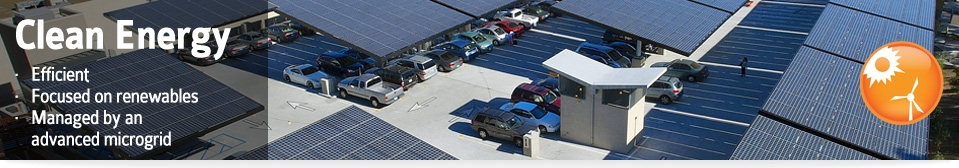 Clean Energy
· Efficient
Focused on renewables
· Managed by an
advanced microgrid